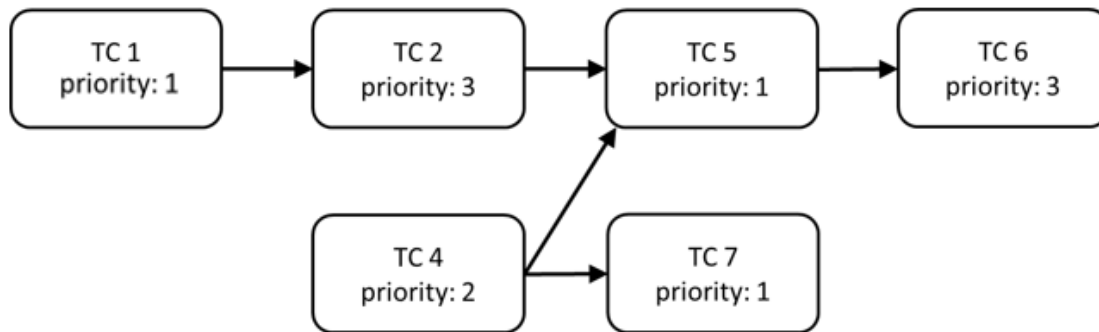 TC 1
priority: 1
TC 2
priority: 3
TC 5
priority: 1
TC 6
priority: 3
TC 4
priority: 2
TC 7
priority: 1